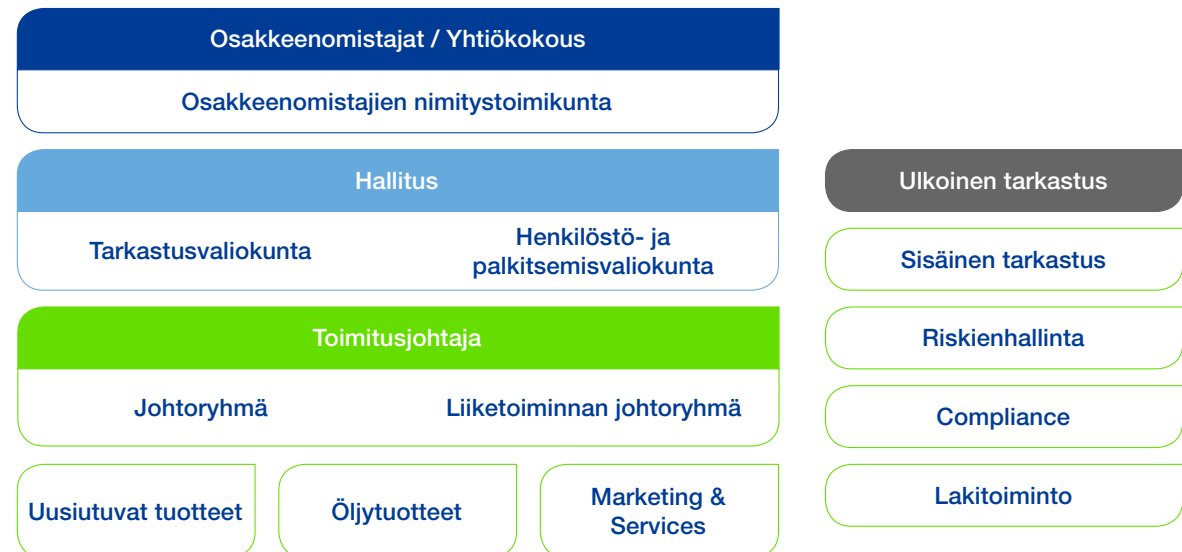 Osakkeenomistajat / Yhtiökokous
Osakkeenomistajien nimitystoimikunta
Hallitus
Tarkastusvaliokunta
Henkilöstö- ja
palkitsemisvaliokunta
Toimitusjohtaja
Johtoryhmä
Liiketoiminnan johtoryhmä
Uusiutuvat tuotteet
Öljytuotteet
Marketing &
Services
Ulkoinen tarkastus
Sisäinen tarkastus
Riskienhallinta
Compliance
Lakitoiminto